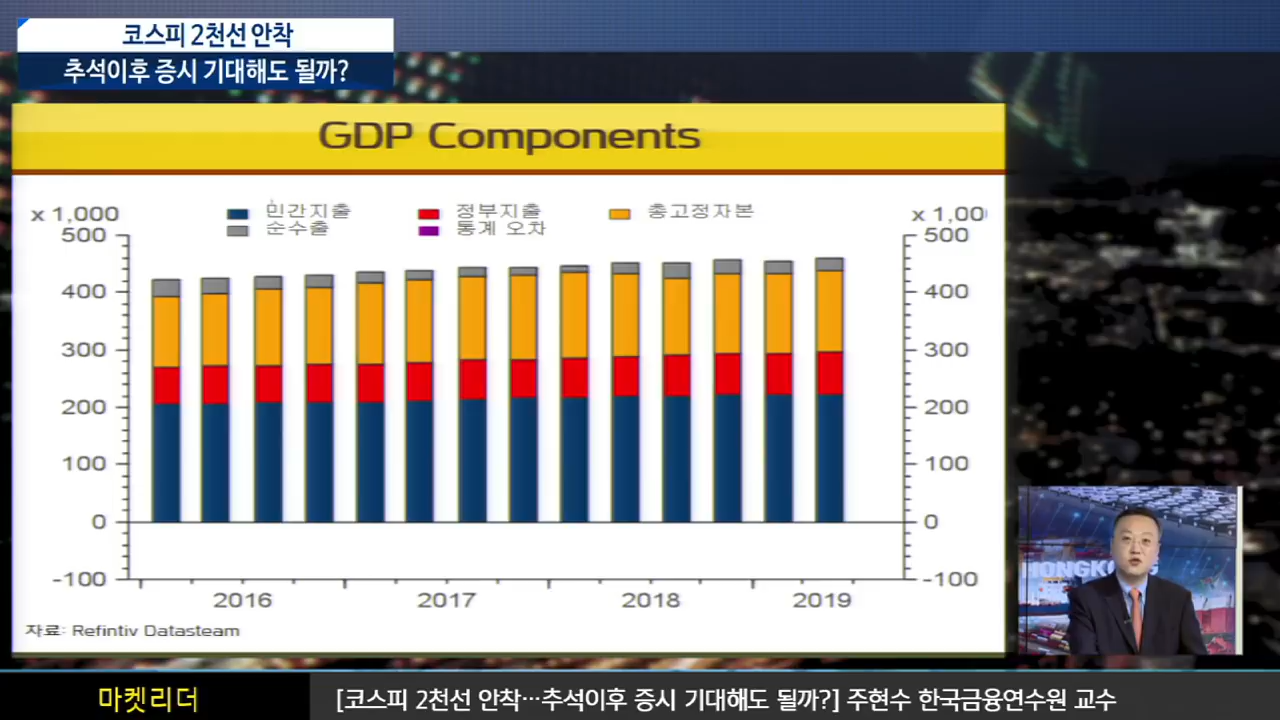 코스피 2천선 안착
추석이후 증시 기대해도 될까?
GDP Components
x 1,000
민간지출
정부지출
총고정자본
순수출
통계 오차
x 1,00
500
400
300
200
100
0
-100
500
400
300
200
100
0
-100
2016 2017 2018 2019
자료: Refintiv Datasteam
HONGKONG
마켓리더
[코스피 2천선 안착…추석이후 증시 기대해도 될까?] 주현수 한국금융연수원 교수